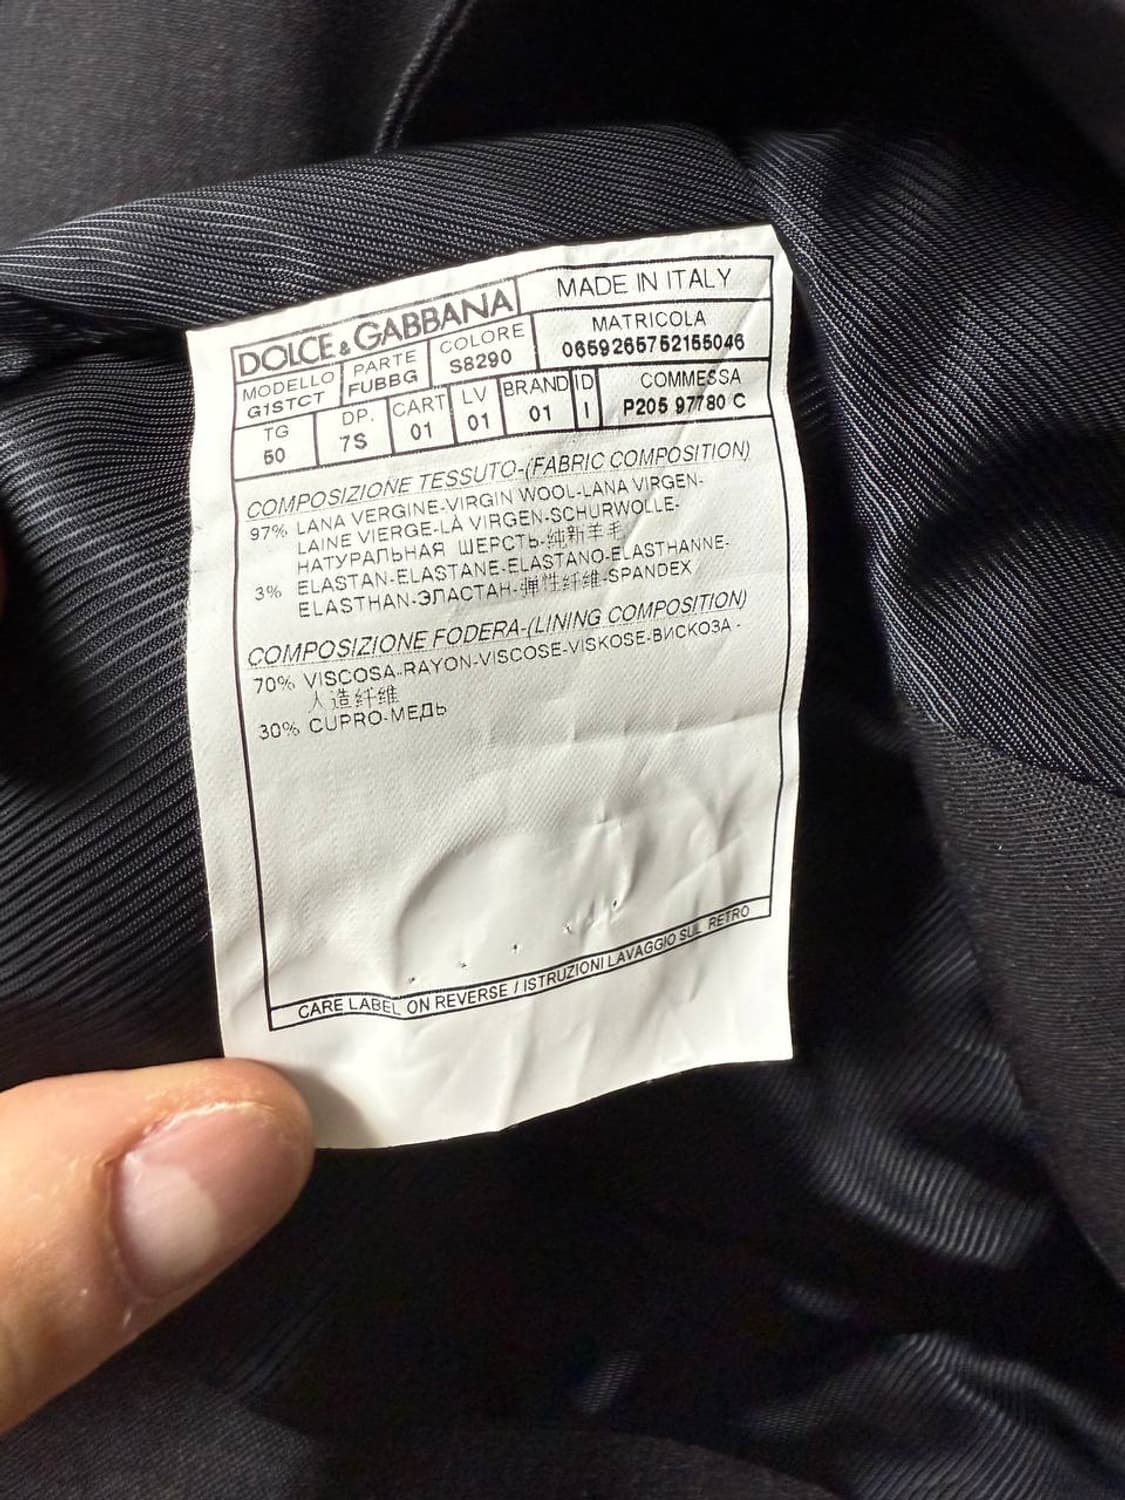 DOLCE & GABBANA
MADE IN ITALY
MODELLO
G1STCT
PARTE
FUBBG
COLORE
S8290
MATRICOLA
0659265752155046
TG
50
DP.
7S
CART
01
LV
01
BRAND
01
ID
I
COMMESSA
P205 97780 C
COMPOSIZIONE TESSUTO-(FABRIC COMPOSITION)
97% LANA VERGINE-VIRGIN WOOL-LANA VIRGEN-
LAINE VIERGE-LÀ VIRGEN-SCHURWOLLE-
НАТУРАЛЬНАЯ ШЕРСТЬ-纯新羊毛
3% ELASTAN-ELASTANE-ELASTANO-ELASTHANNE-
ELASTHAN-ЭЛАСТАН-弹性纤维-SPANDEX
COMPOSIZIONE FODERA-(LINING COMPOSITION)
70% VISCOSA-RAYON-VISCOSE-VISKOSE-ВИСКОЗА-
人造纤维
30% CUPRO-МЕДЬ
CARE LABEL ON REVERSE / ISTRUZIONI LAVAGGIO SUL RETRO